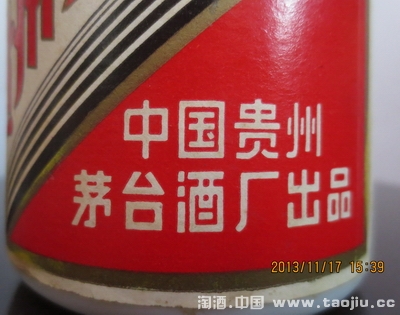 中国贵州
茅台酒厂出品
2013/11/17 15:39
淘酒.中国 www.taojiu.cc